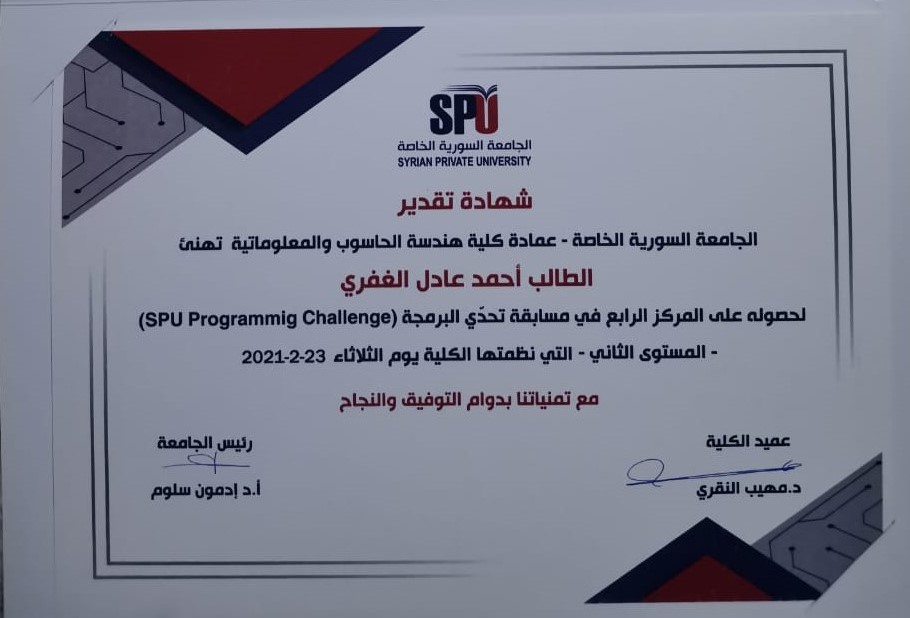 SPU
الجامعة السورية الخاصة
SYRIAN PRIVATE UNIVERSITY
شهادة تقدير
الجامعة السورية الخاصة - عمادة كلية هندسة الحاسوب والمعلوماتية تهنئ
الطالب أحمد عادل الغفري
لحصوله على المركز الرابع في مسابقة تحدّي البرمجة (SPU Programmig Challenge)
- المستوى الثاني - التي نظمتها الكلية يوم الثلاثاء 23-2-2021
مع تمنياتنا بدوام التوفيق والنجاح
عميد الكلية
د.مهيب النقري
رئيس الجامعة
أ.د إدمون سلوم